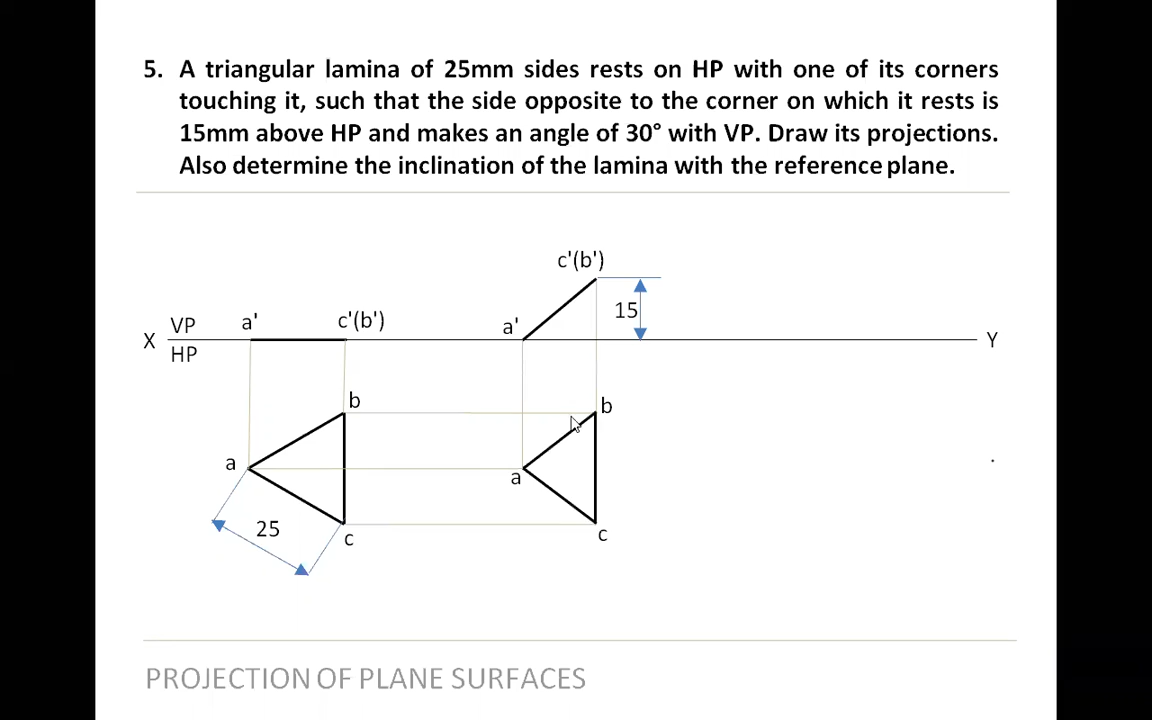 5. A triangular lamina of 25mm sides rests on HP with one of its corners
touching it, such that the side opposite to the corner on which it rests is
15mm above HP and makes an angle of 30° with VP. Draw its projections.
Also determine the inclination of the lamina with the reference plane.
c'(b')
15
VP a' c'(b') a'
X Y
HP
b b
a a
25
c c
PROJECTION OF PLANE SURFACES